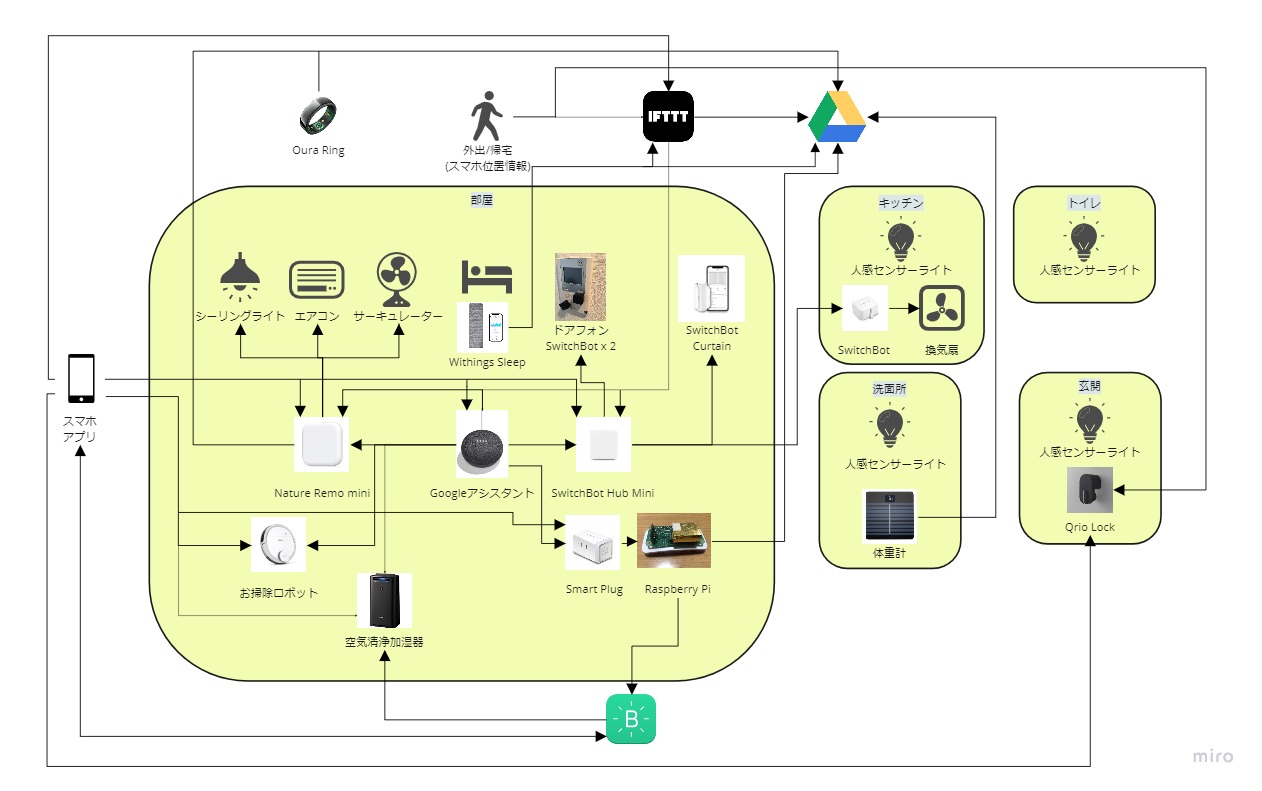 IFTTT
Oura Ring
外出/帰宅
(スマホ位置情報)
部屋
シーリングライト
エアコン
サーキュレーター
Withings Sleep
ドアフォン
SwitchBot x 2
SwitchBot
Curtain
キッチン
人感センサーライト
SwitchBot
換気扇
トイレ
人感センサーライト
スマホ
アプリ
Nature Remo mini
Googleアシスタント
SwitchBot Hub Mini
洗面所
人感センサーライト
体重計
玄関
人感センサーライト
Qrio Lock
お掃除ロボット
空気清浄加湿器
Smart Plug
Raspberry Pi
B
miro